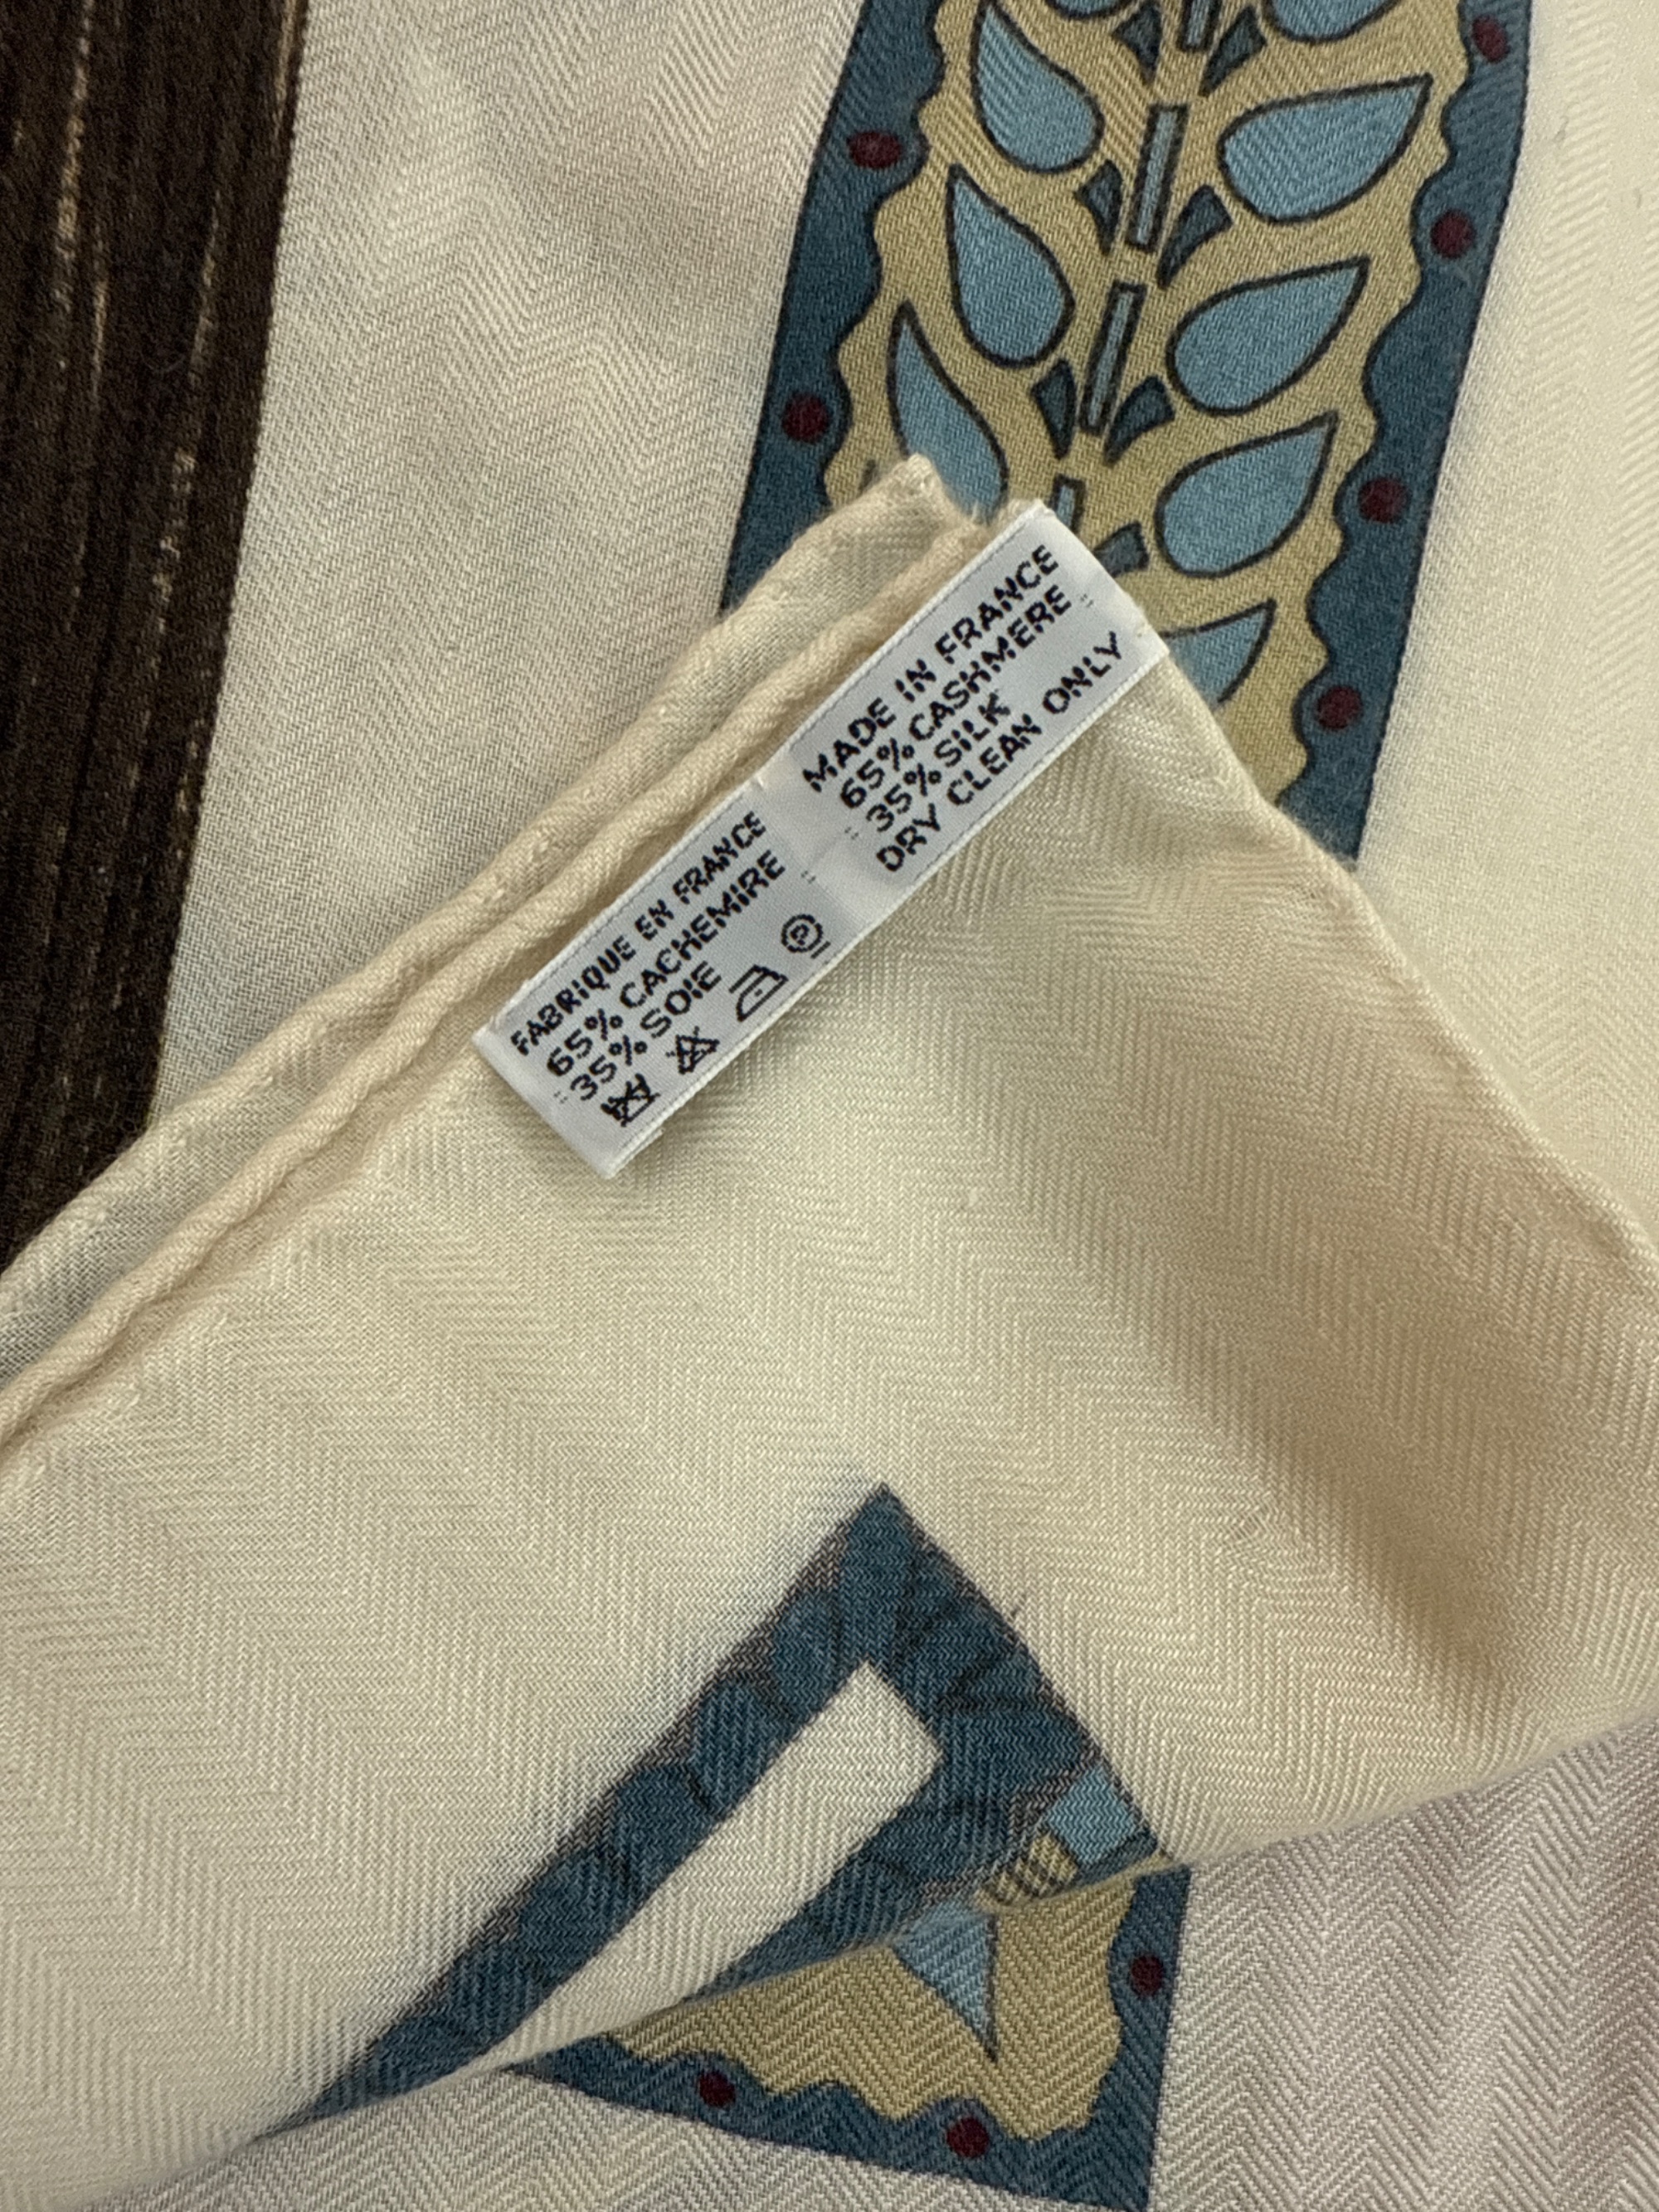 FABRIQUE EN FRANCE
65% CACHEMIRE
35% SOIE
MADE IN FRANCE
65% CASHMERE
35% SILK
DRY CLEAN ONLY